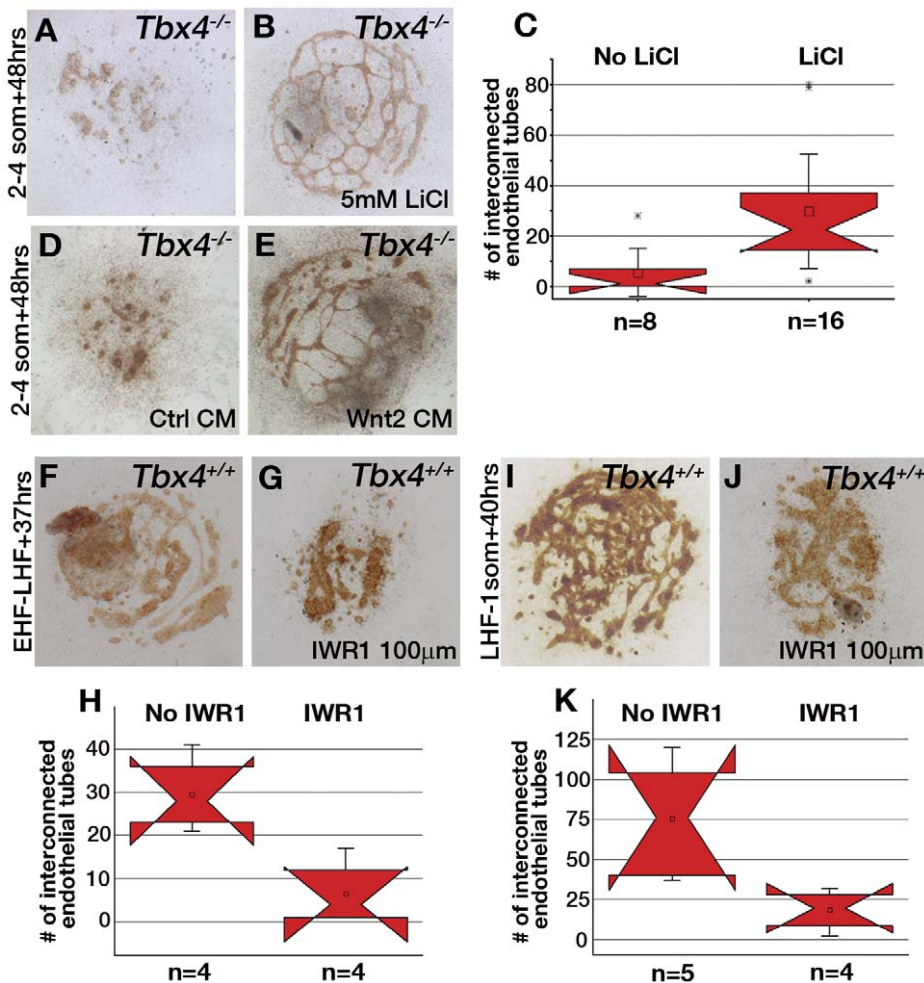 A Tbx4-/-
B Tbx4-/-
2-4 som+48hrs
5mM LiCl
C
No LiCl LiCl
# of interconnected
endothelial tubes
80
60
40
20
0
n=8 n=16
D Tbx4-/-
E Tbx4-/-
2-4 som+48hrs
Ctrl CM
Wnt2 CM
F Tbx4+/+
G
EHF-LHF+37hrs
IWR1 100μm
I Tbx4+/+
J
LHF-1som+40hrs
IWR1 100μm
H
No IWR1 IWR1
# of interconnected
endothelial tubes
40
30
20
10
0
n=4 n=4
K
No IWR1 IWR1
# of interconnected
endothelial tubes
125
100
75
50
25
0
n=5 n=4